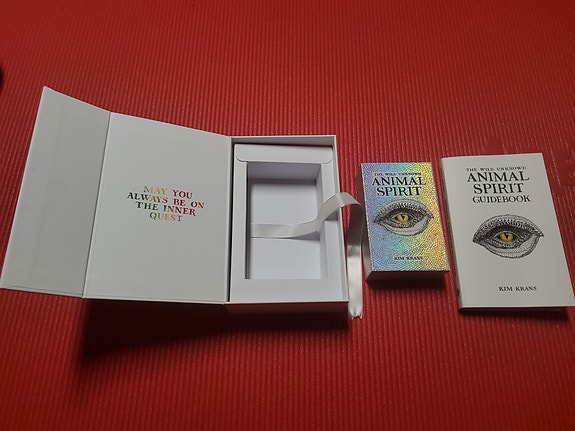 MAY YOU
ALWAYS BE ON
THE INNER
QUEST
THE WILD UNKNOWN
ANIMAL
SPIRIT
KIM KRANS
THE WILD UNKNOWN
ANIMAL
SPIRIT
GUIDEBOOK
KIM KRANS